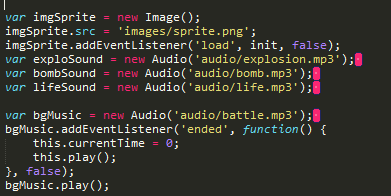 var imgSprite = new Image();
imgSprite.src = 'images/sprite.png';
imgSprite.addEventListener('load', init, false);
var exploSound = new Audio('audio/explosion.mp3');
var bombSound = new Audio('audio/bomb.mp3');
var lifeSound = new Audio('audio/life.mp3');

var bgMusic = new Audio('audio/battle.mp3');
bgMusic.addEventListener('ended', function() {
    this.currentTime = 0;
    this.play();
}, false);
bgMusic.play();